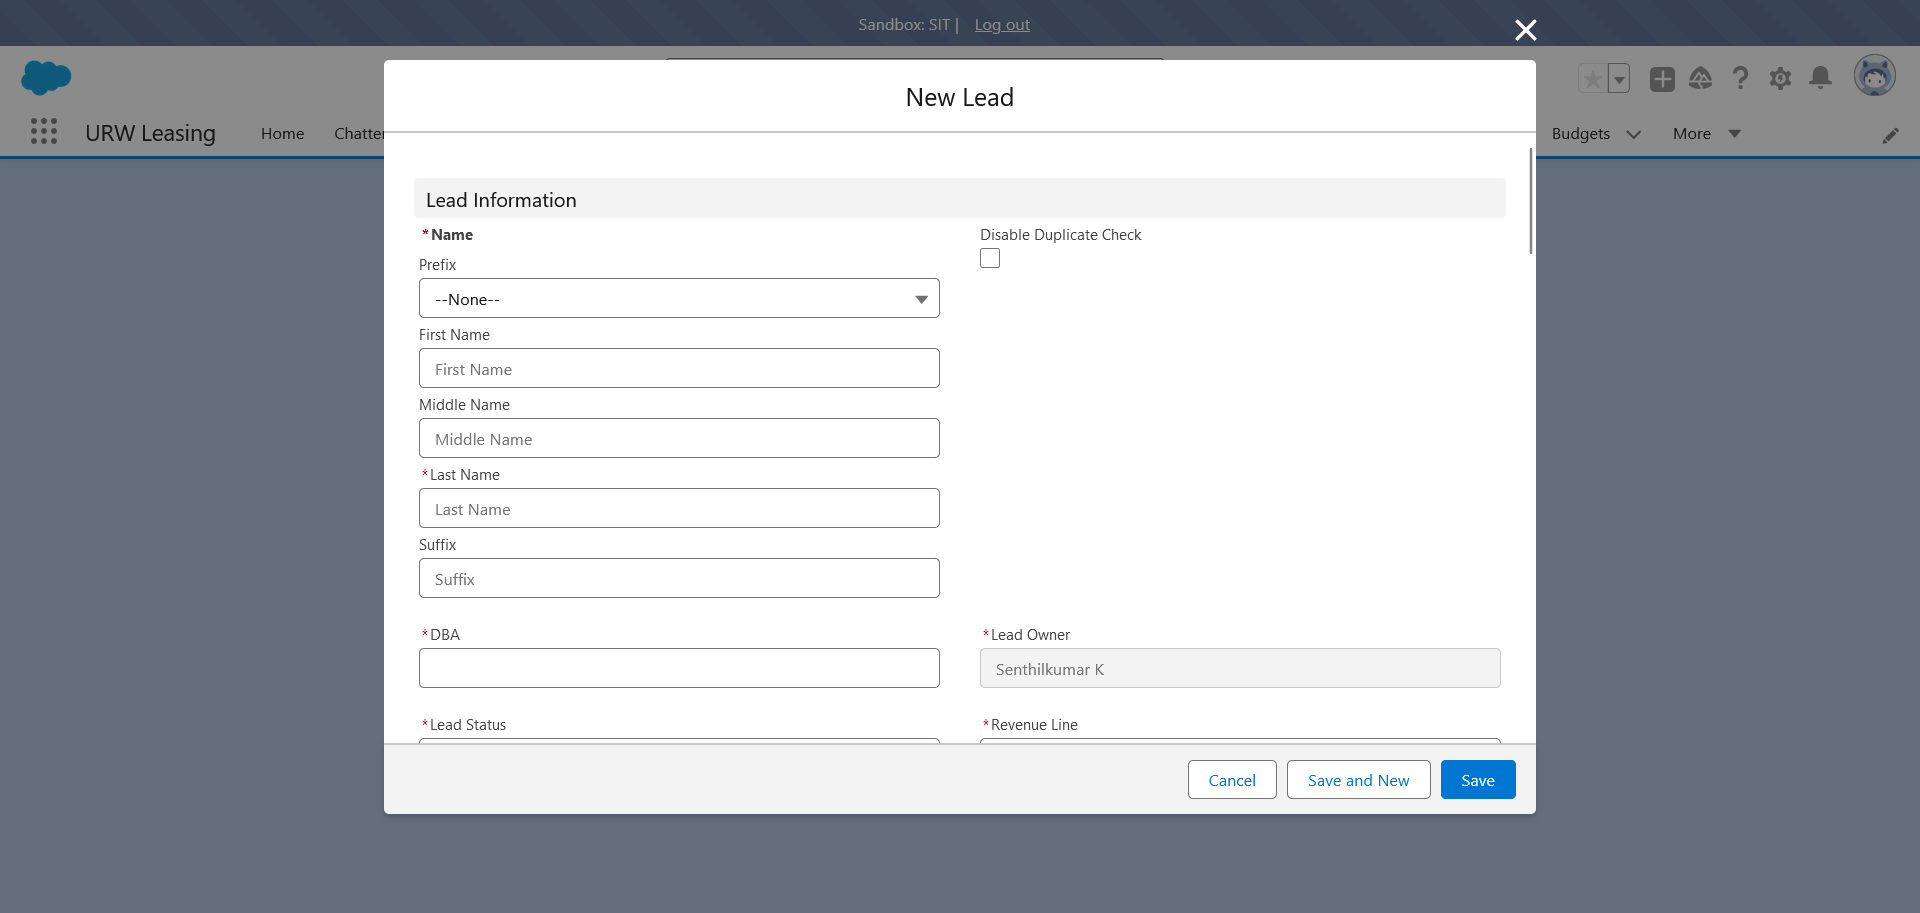 Sandbox: SIT | Log out
URW Leasing
Home
Chatter
Budgets
More
New Lead
Lead Information
*Name
Disable Duplicate Check
Prefix
--None--
First Name
First Name
Middle Name
Middle Name
*Last Name
Last Name
Suffix
Suffix
*DBA
*Lead Owner
Senthilkumar K
*Lead Status
*Revenue Line
Cancel
Save and New
Save